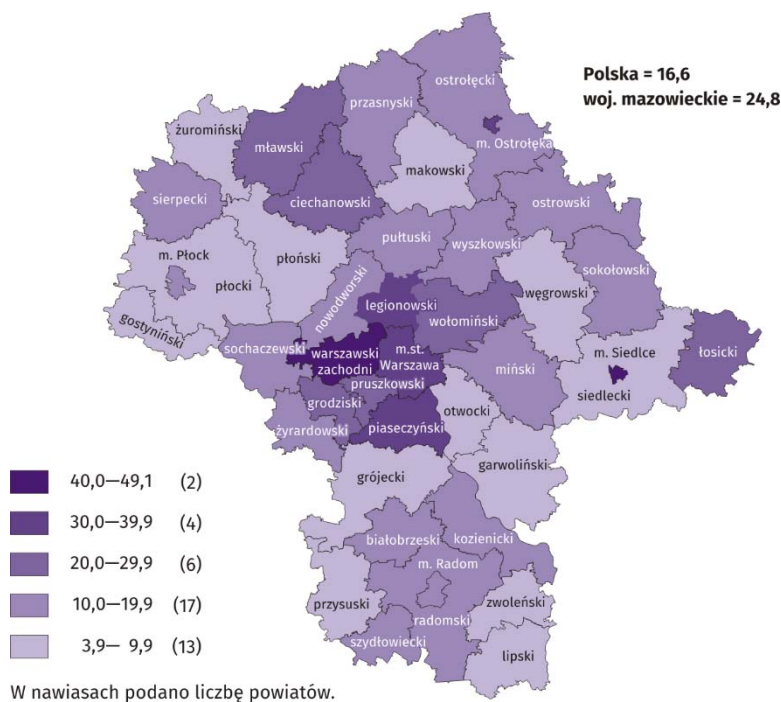 Polska = 16,6
woj. mazowieckie = 24,8
ostrołęcki
przasnyski
żuromiński
m. Ostrołęka
mławski
makowski
ciechanowski
sierpecki
ostrowski
pułtuski
wyszkowski
m. Płock
płoński
sokołowski
węgrowski
płocki
nowodworski
legionowski
wołomiński
gostyniński
sochaczewski
warszawski
zachodni
m.st.
Warszawa
m. Siedlce
łosicki
miński
pruszkowski
siedlecki
grodziski
otwocki
żyrardowski
piaseczyński
garwoliński
grójecki
40,0—49,1 (2)
30,0—39,9 (4)
20,0—29,9 (6)
10,0—19,9 (17)
3,9— 9,9 (13)
białobrzeski
kozienicki
m. Radom
przysuski
zwoleński
radomski
szydłowiecki
lipski
W nawiasach podano liczbę powiatów.